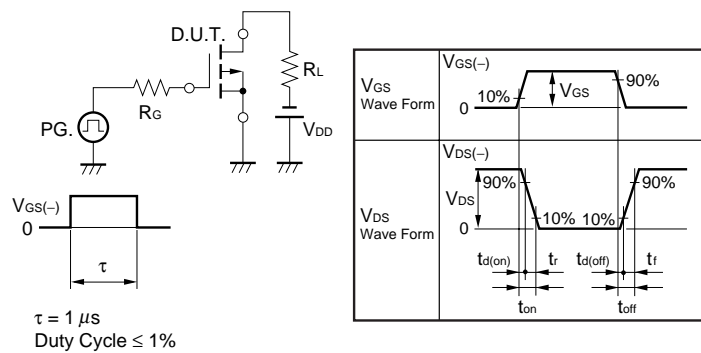 D.U.T.
RL
RG
PG.
VDD
VGS(−)
0
τ
τ = 1 μs
Duty Cycle ≤ 1%
VGS
Wave Form
VGS(−)
10%
0
VGS
90%
VDS
Wave Form
VDS(−)
90%
VDS
0
10%
10%
90%
td(on)
tr
td(off)
tf
ton
toff